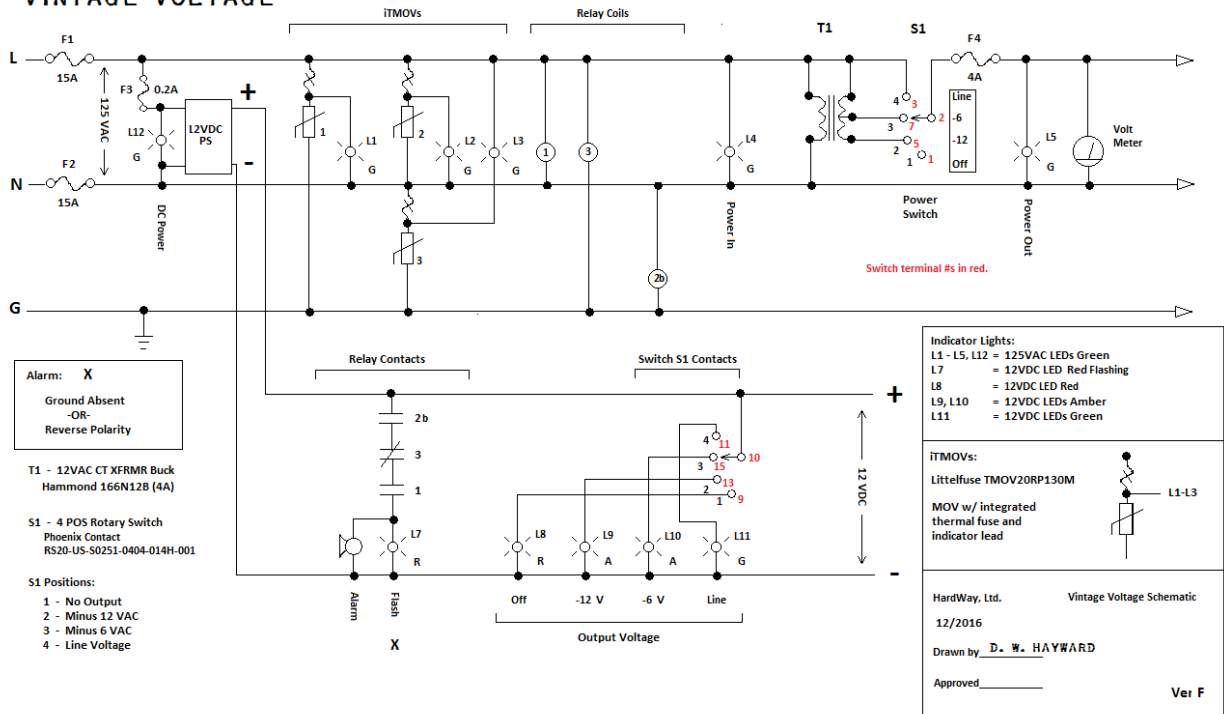 VINTAGE VOLTAGE
iTMOVs
Relay Coils
T1
S1
F1
F4
L
15A
4A
F3
0.2A
+
125 VAC
L12
G
12VDC
PS
-
F2
N
15A
DC Power
1
L1
G
2
L2
G
L3
G
3
1
3
2b
L4
G
Power In
4
3
3
7
2
2
5
1
1
Line
-6
-12
Off
L5
G
Volt
Meter
Power
Switch
Power Out
Switch terminal #s in red.
G
Alarm: X
Ground Absent
-OR-
Reverse Polarity
T1 - 12VAC CT XFRMR Buck
Hammond 166N12B (4A)
S1 - 4 POS Rotary Switch
Phoenix Contact
RS20-US-S0251-0404-014H-001
S1 Positions:
1 - No Output
2 - Minus 12 VAC
3 - Minus 6 VAC
4 - Line Voltage
Relay Contacts
Switch S1 Contacts
+
2b
3
1
4
11
3
15
10
13
2
1
9
12 VDC
L7
R
L8
R
L9
A
L10
A
L11
G
-
Alarm
Flash
X
Off
-12 V
-6 V
Line
Output Voltage
Indicator Lights:
L1 - L5, L12 = 125VAC LEDs Green
L7 = 12VDC LED Red Flashing
L8 = 12VDC LED Red
L9, L10 = 12VDC LEDs Amber
L11 = 12VDC LEDs Green
iTMOVs:
Littelfuse TMOV20RP130M
MOV w/ integrated
thermal fuse and
indicator lead
L1-L3
HardWay, Ltd.
Vintage Voltage Schematic
12/2016
Drawn by D. W. HAYWARD
Approved
Ver F